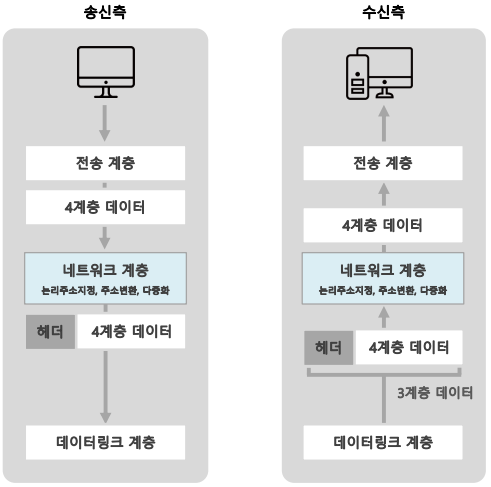 송신측
전송 계층
4계층 데이터
네트워크 계층
논리주소지정, 주소변환, 다중화
헤더
4계층 데이터
데이터링크 계층
수신측
전송 계층
4계층 데이터
네트워크 계층
논리주소지정, 주소변환, 다중화
헤더
4계층 데이터
3계층 데이터
데이터링크 계층